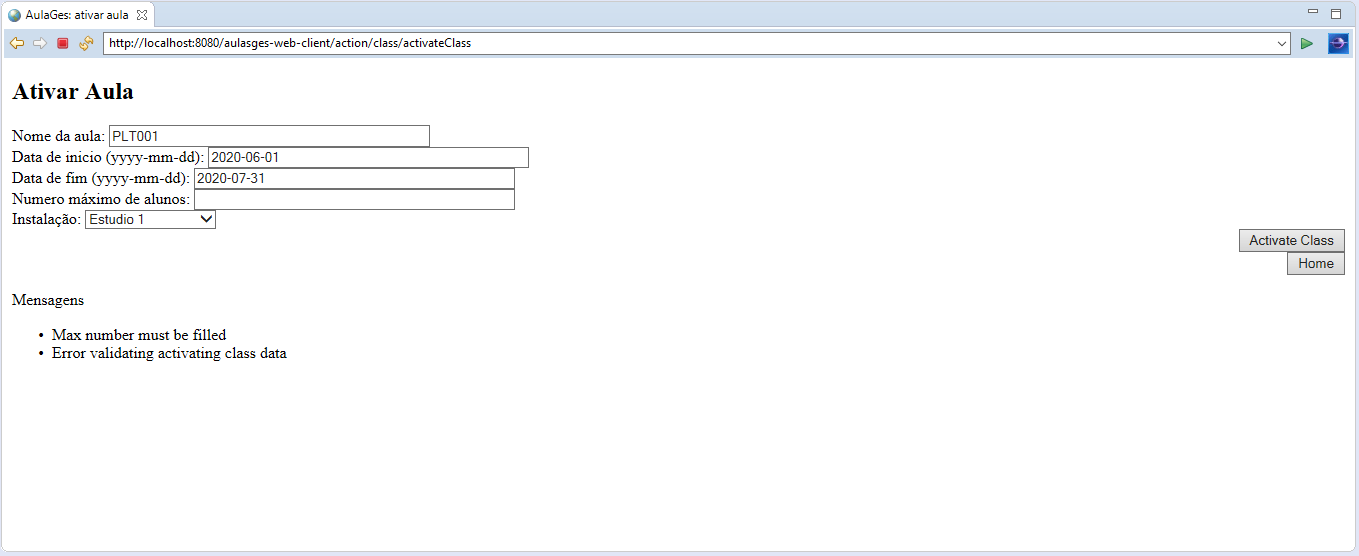 AulaGes: ativar aula
http://localhost:8080/aulasges-web-client/action/class/activateClass
Ativar Aula
Nome da aula: PLT001
Data de inicio (yyyy-mm-dd): 2020-06-01
Data de fim (yyyy-mm-dd): 2020-07-31
Numero máximo de alunos:
Instalação: Estudio 1
Activate Class
Home
Mensagens
• Max number must be filled
• Error validating activating class data